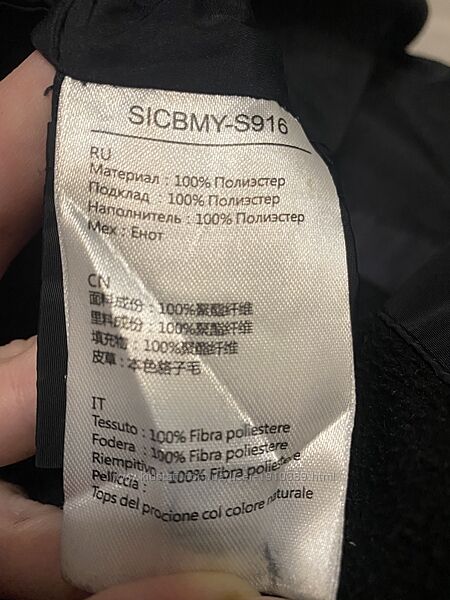 SICBMY-S916
RU
Материал : 100% Полиэстер
Подклад : 100% Полиэстер
Наполнитель : 100% Полиэстер
Мех : Енот
CN
面料成份 : 100%聚酯纤维
里料成份 : 100%聚酯纤维
填充物 : 100%聚酯纤维
皮草 : 本色貉子毛
IT
Tessuto : 100% Fibra poliestere
Fodera : 100% Fibra poliestere
Riempitivo : 100% Fibra poliestere
Pelliccia :
Tops del procione col colore naturale